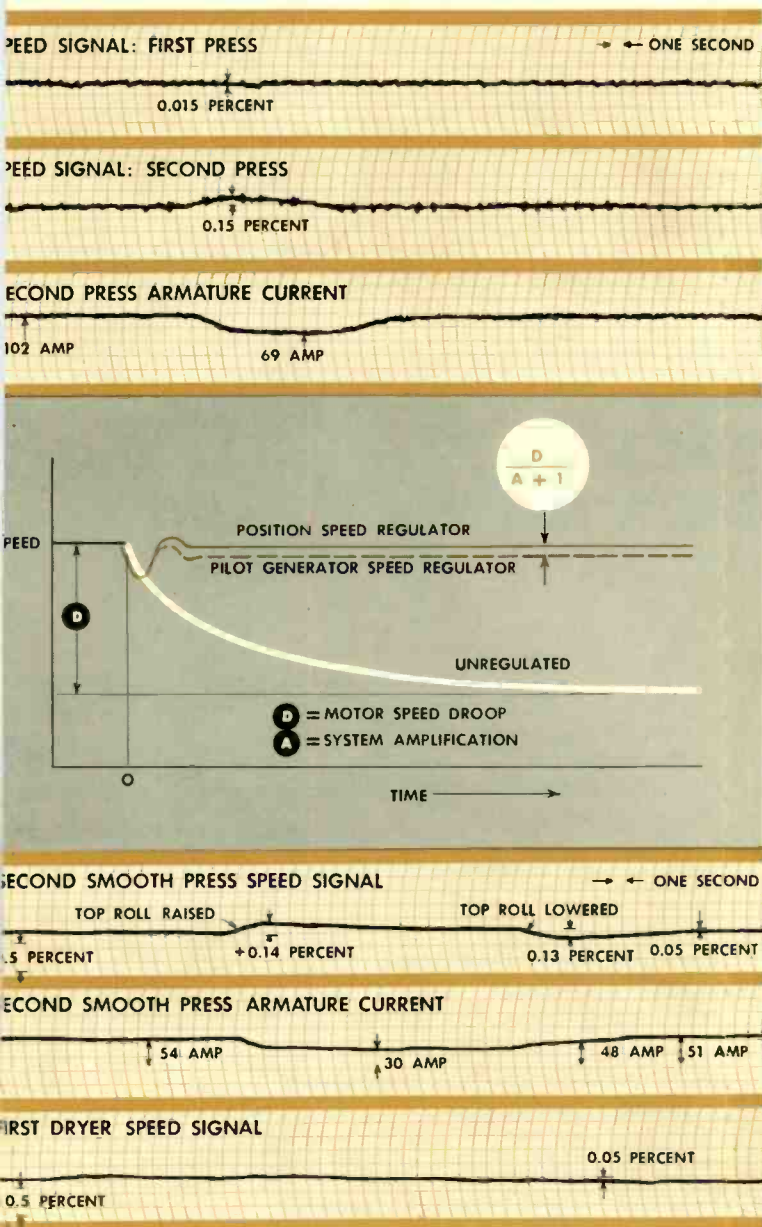 PEED SIGNAL: FIRST PRESS
ONE SECOND
0.015 PERCENT
PEED SIGNAL: SECOND PRESS
0.15 PERCENT
ECOND PRESS ARMATURE CURRENT
102 AMP
69 AMP
D
A + 1
POSITION SPEED REGULATOR
PEED
PILOT GENERATOR SPEED REGULATOR
D
UNREGULATED
D = MOTOR SPEED DROOP
A = SYSTEM AMPLIFICATION
O
TIME
SECOND SMOOTH PRESS SPEED SIGNAL
ONE SECOND
TOP ROLL RAISED
TOP ROLL LOWERED
.5 PERCENT
+0.14 PERCENT
0.13 PERCENT
0.05 PERCENT
ECOND SMOOTH PRESS ARMATURE CURRENT
54 AMP
30 AMP
48 AMP
51 AMP
IRST DRYER SPEED SIGNAL
0.05 PERCENT
0.5 PERCENT